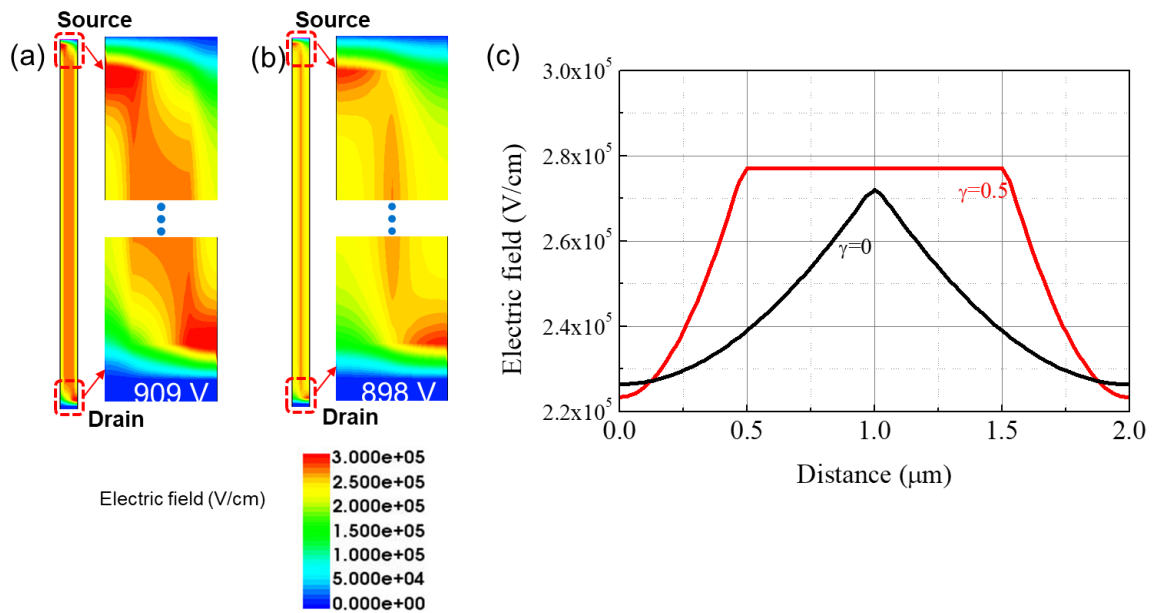 Source
Source
(a)
(b)
(c)
909 V
898 V
Drain
Drain
Electric field (V/cm)
3.000e+05
2.500e+05
2.000e+05
1.500e+05
1.000e+05
5.000e+04
0.000e+00
Electric field (V/cm)
3.0x10⁵
2.8x10⁵
2.6x10⁵
2.4x10⁵
2.2x10⁵
γ=0.5
γ=0
0.0 0.5 1.0 1.5 2.0
Distance (μm)